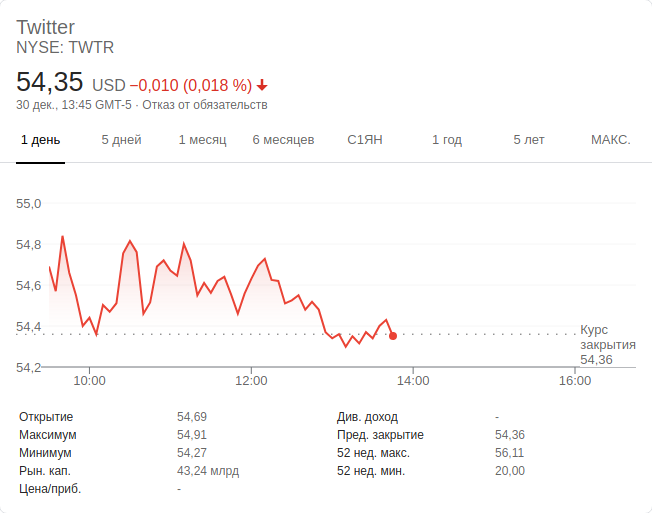 Twitter
NYSE: TWTR
54,35 USD −0,010 (0,018 %)
30 дек., 13:45 GMT-5 · Отказ от обязательств
1 день 5 дней 1 месяц 6 месяцев С1ЯН 1 год 5 лет МАКС.
55,0
54,8
54,6
54,4
54,2
Курс
закрытия
54,36
10:00 12:00 14:00 16:00
Открытие 54,69 Див. доход -
Максимум 54,91 Пред. закрытие 54,36
Минимум 54,27 52 нед. макс. 56,11
Рын. кап. 43,24 млрд 52 нед. мин. 20,00
Цена/приб. -